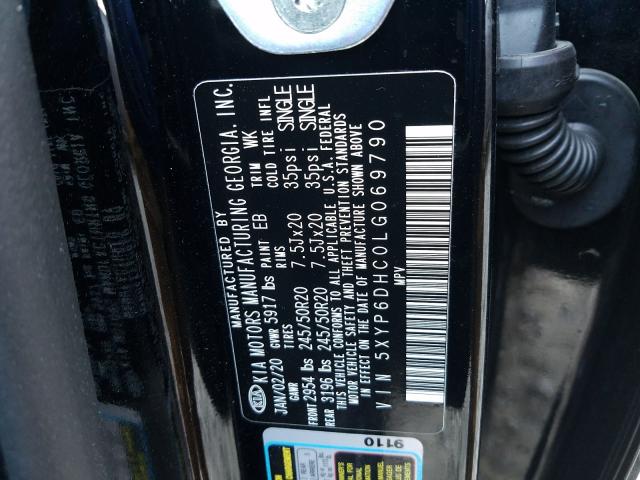 MANUFACTURED BY
KIA KIA MOTORS MANUFACTURING GEORGIA, INC.
JAN/02/20 GVWR 5917 lbs PAINT EB TRIM WK
GAWR TIRES RIMS COLD TIRE INFL
FRONT 2954 lbs 245/50R20 7.5Jx20 35psi SINGLE
REAR 3196 lbs 245/50R20 7.5Jx20 35psi SINGLE
THIS VEHICLE CONFORMS TO ALL APPLICABLE U.S.A. FEDERAL
MOTOR VEHICLE SAFETY AND THEFT PREVENTION STANDARDS
IN EFFECT ON THE DATE OF MANUFACTURE SHOWN ABOVE
VIN 5XYP6DHC0LG069790
MPV
9110